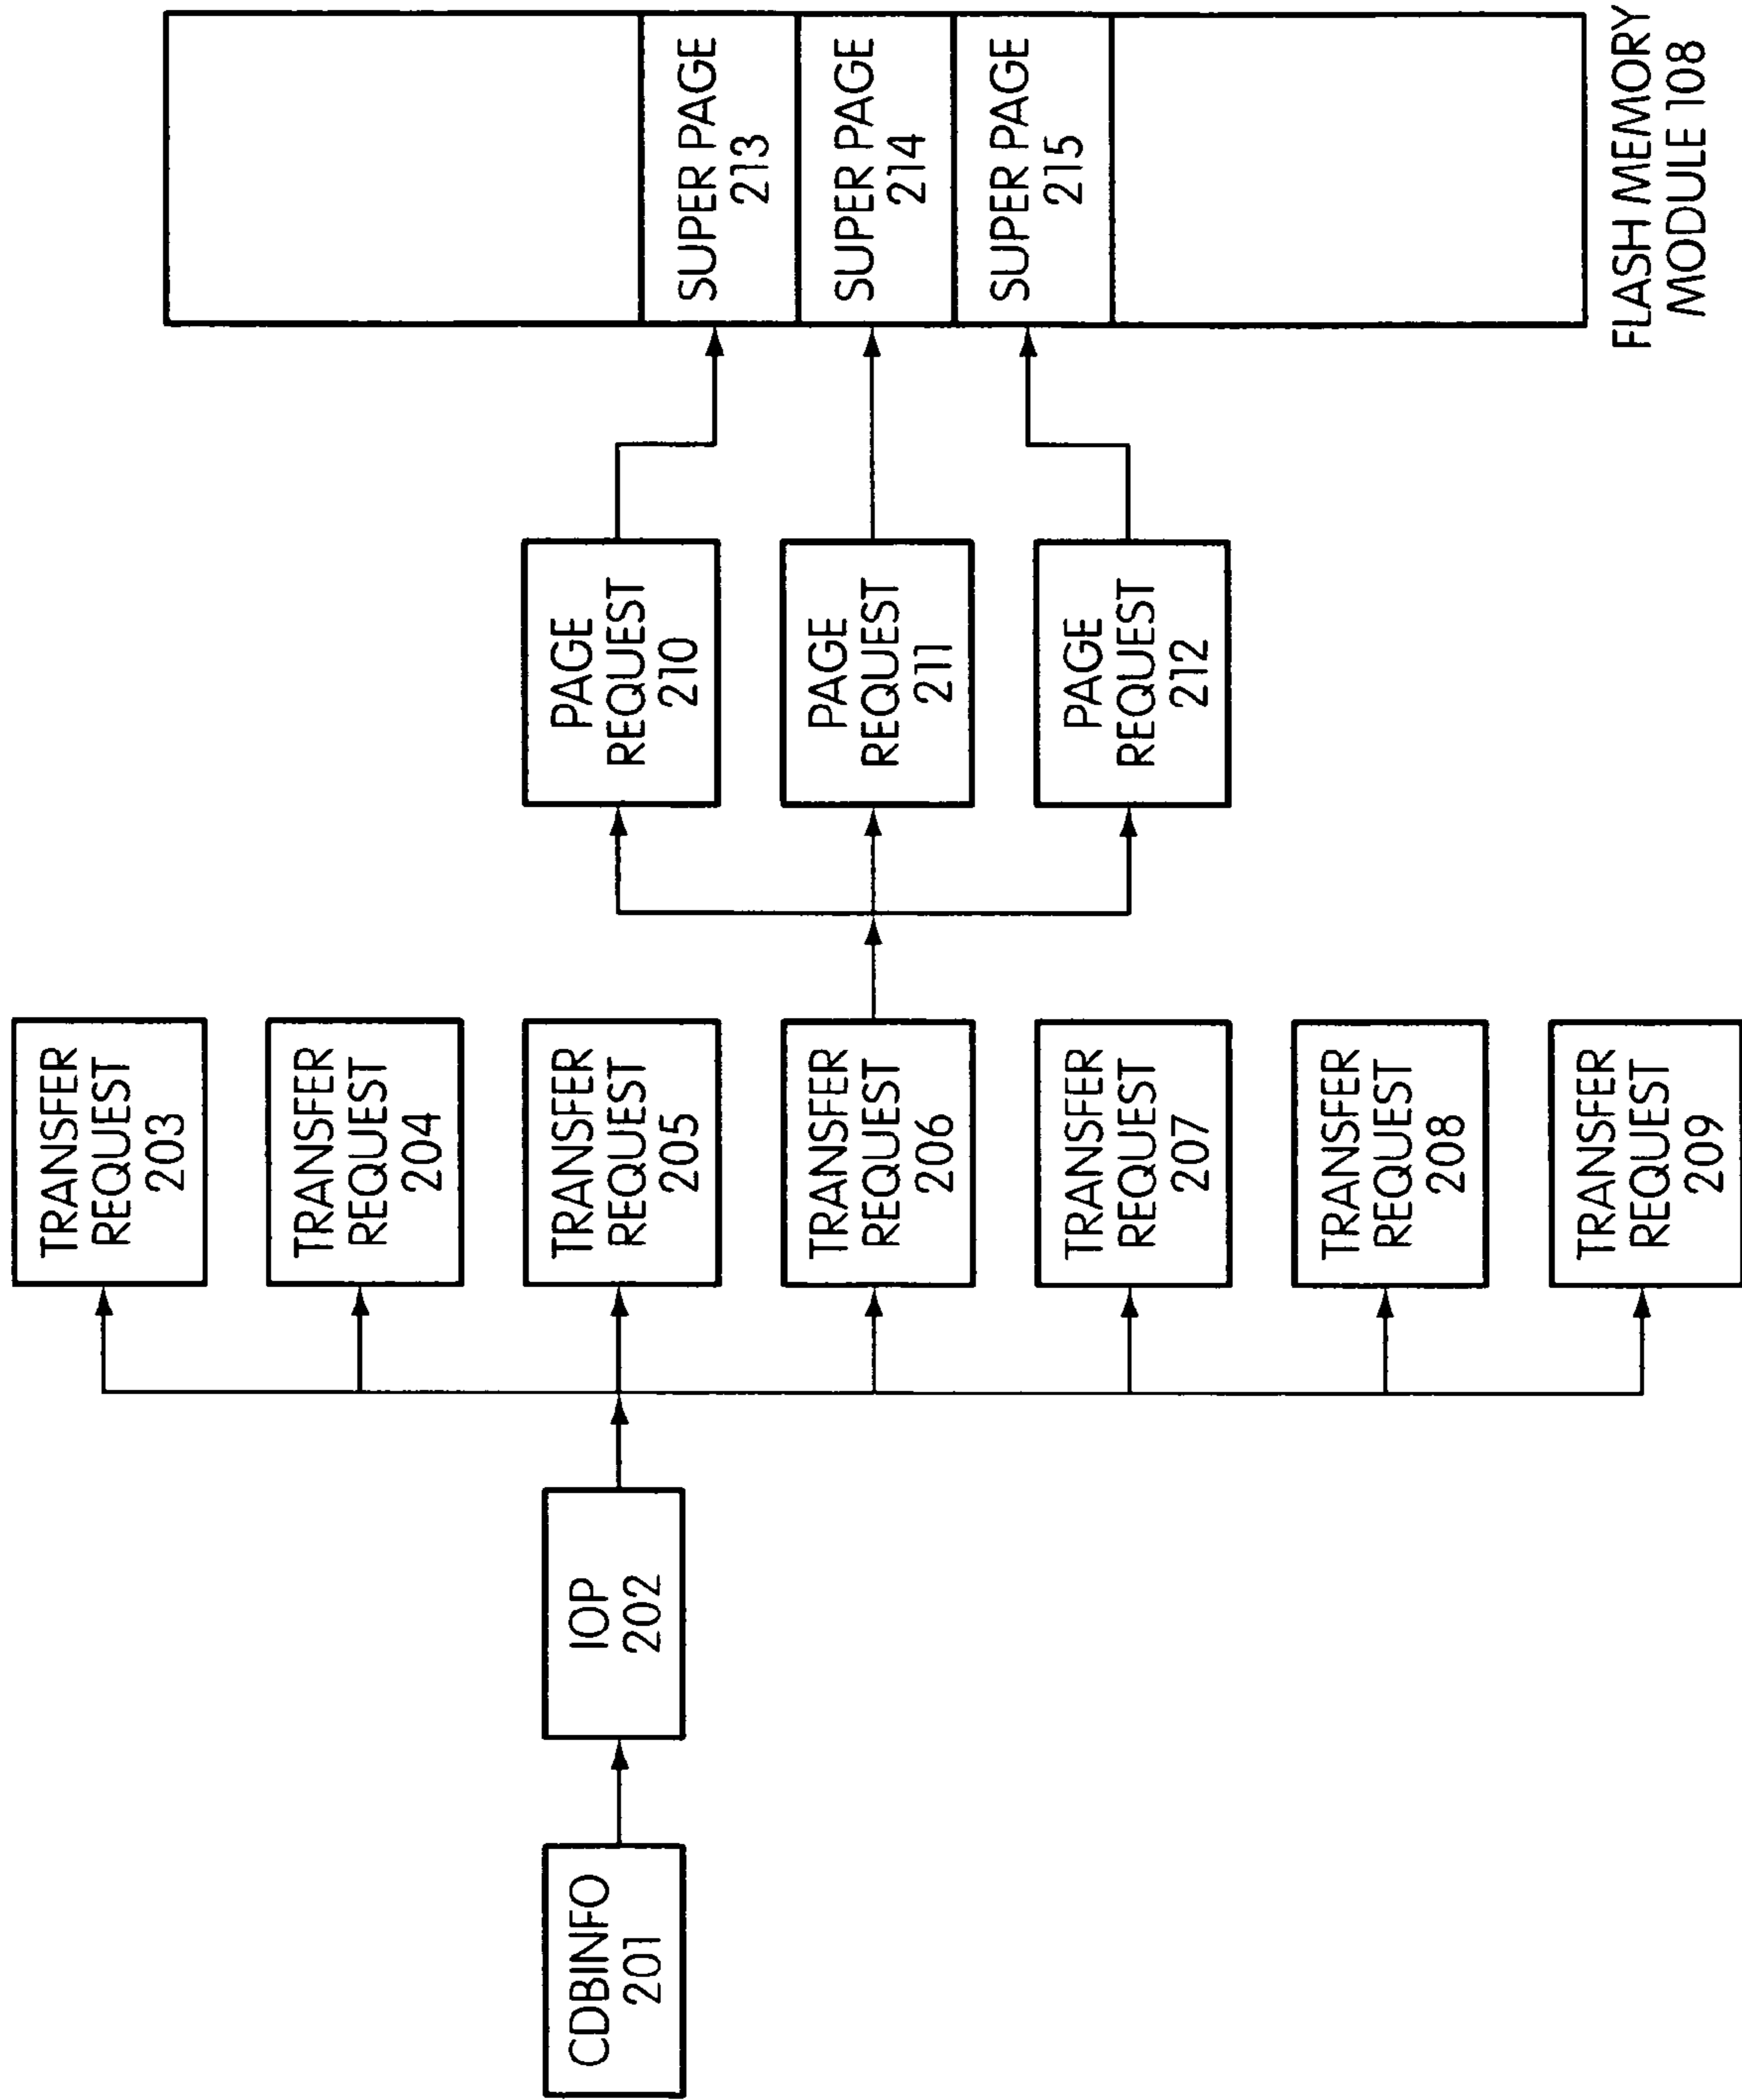 CDBINFO
201
IOP
202
TRANSFER
REQUEST
203
TRANSFER
REQUEST
204
TRANSFER
REQUEST
205
TRANSFER
REQUEST
206
TRANSFER
REQUEST
207
TRANSFER
REQUEST
208
TRANSFER
REQUEST
209
PAGE
REQUEST
210
PAGE
REQUEST
211
PAGE
REQUEST
212
SUPER PAGE
213
SUPER PAGE
214
SUPER PAGE
215
FLASH MEMORY
MODULE 108